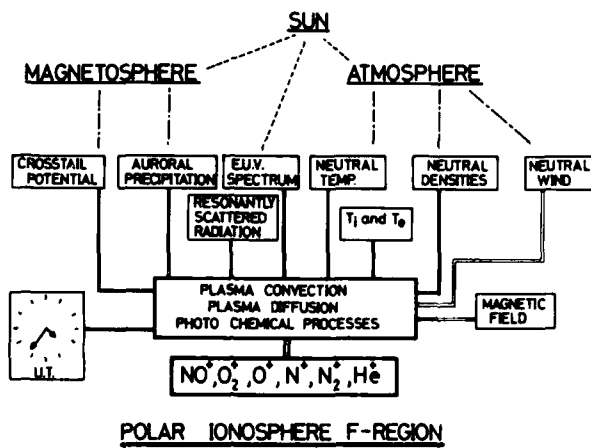 SUN
MAGNETOSPHERE
ATMOSPHERE
CROSSTAIL
POTENTIAL
AURORAL
PRECIPITATION
E.U.V.
SPECTRUM
NEUTRAL
TEMP.
NEUTRAL
DENSITIES
NEUTRAL
WIND
RESONANTLY
SCATTERED
RADIATION
Ti and Te
PLASMA CONVECTION
PLASMA DIFFUSION
PHOTO CHEMICAL PROCESSES
MAGNETIC
FIELD
U.T.
NO⁺,O₂⁺,O⁺,N⁺,N₂⁺,He⁺
POLAR IONOSPHERE F-REGION